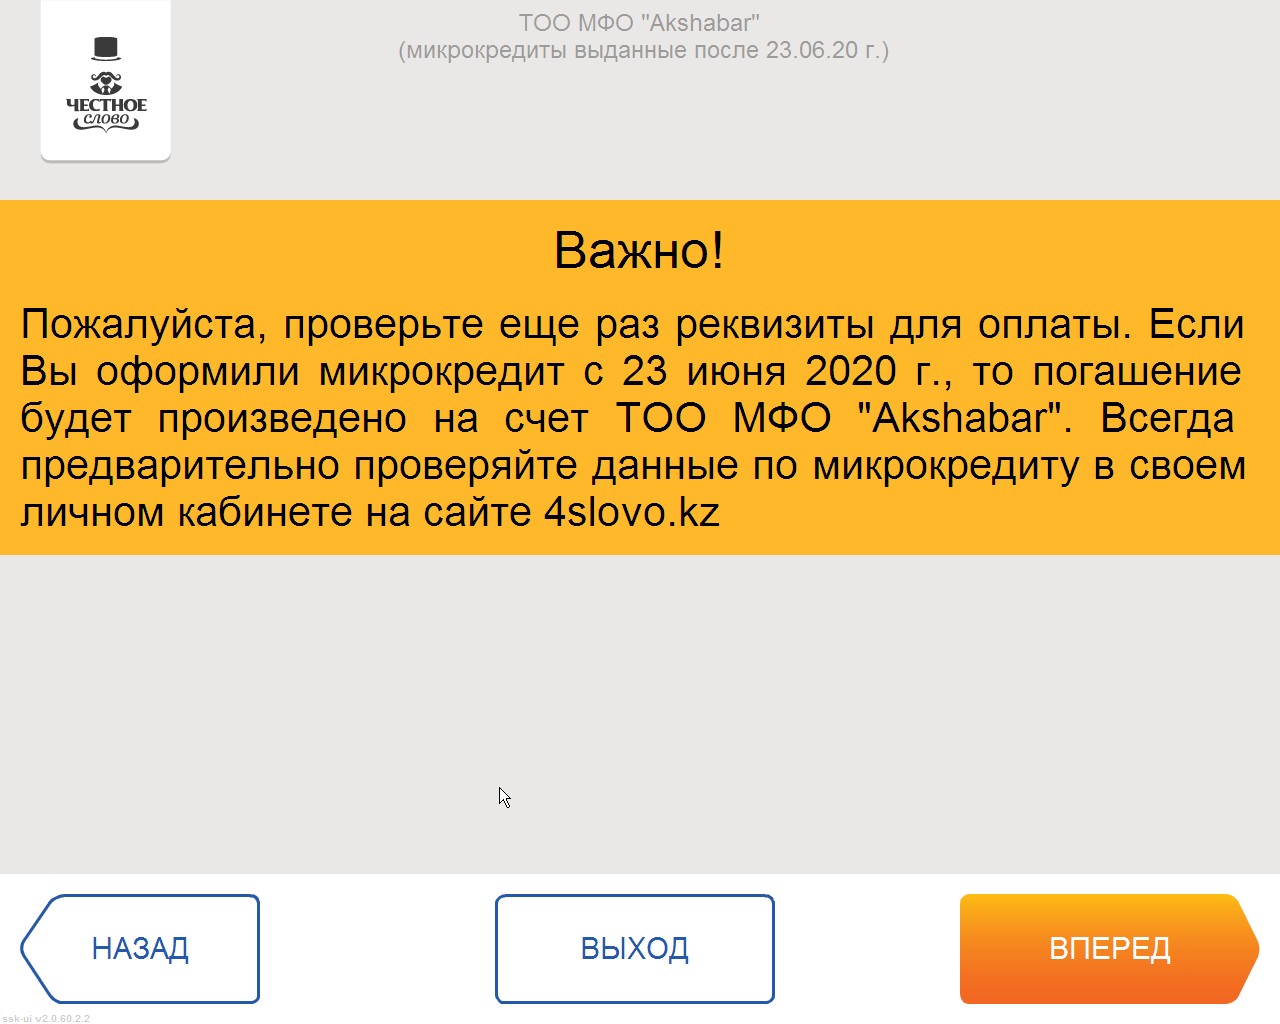 ТОО МФО "Akshabar"
(микрокредиты выданные после 23.06.20 г.)
ЧЕСТНОЕ
СЛОВО
Важно!
Пожалуйста, проверьте еще раз реквизиты для оплаты. Если
Вы оформили микрокредит с 23 июня 2020 г., то погашение
будет произведено на счет ТОО МФО "Akshabar". Всегда
предварительно проверяйте данные по микрокредиту в своем
личном кабинете на сайте 4slovo.kz
НАЗАД
ВЫХОД
ВПЕРЕД
ssk-ui v2.0.60.2.2